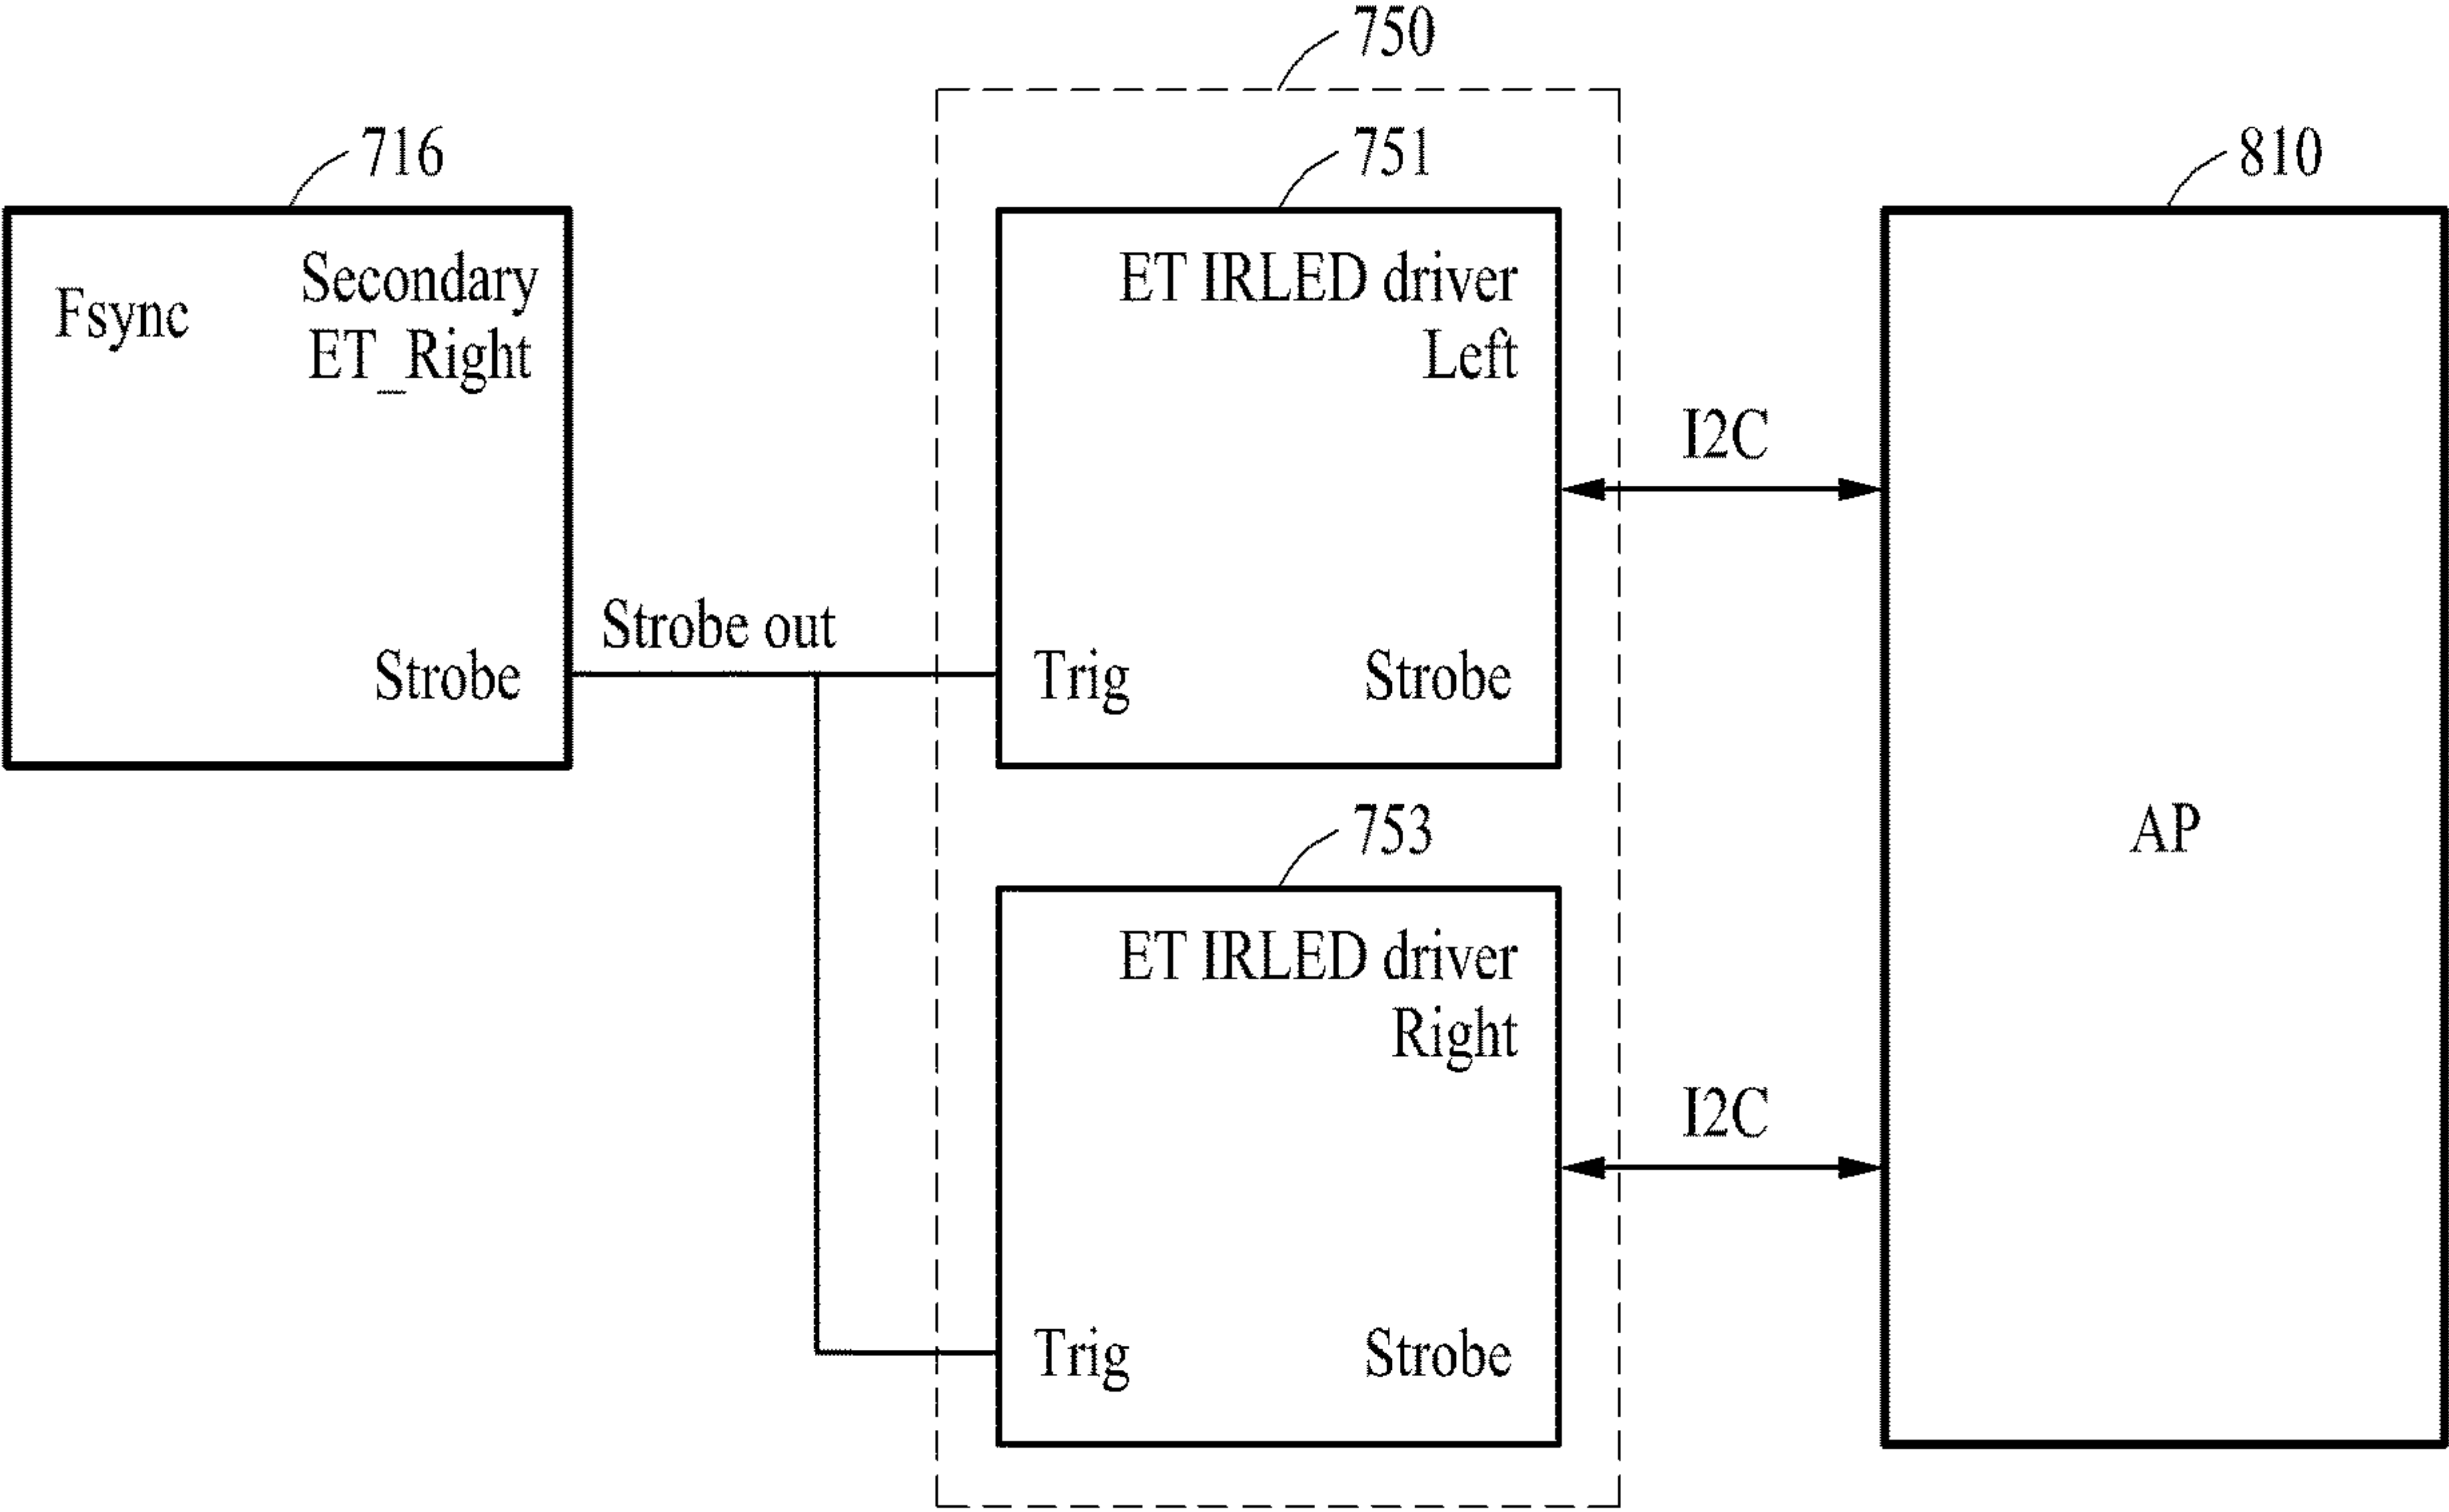 750
716
751
810
Secondary
ET_Right
Fsync
Strobe
Strobe out
ET IRLED driver
Left
Trig
Strobe
I2C
753
ET IRLED driver
Right
Trig
Strobe
I2C
AP